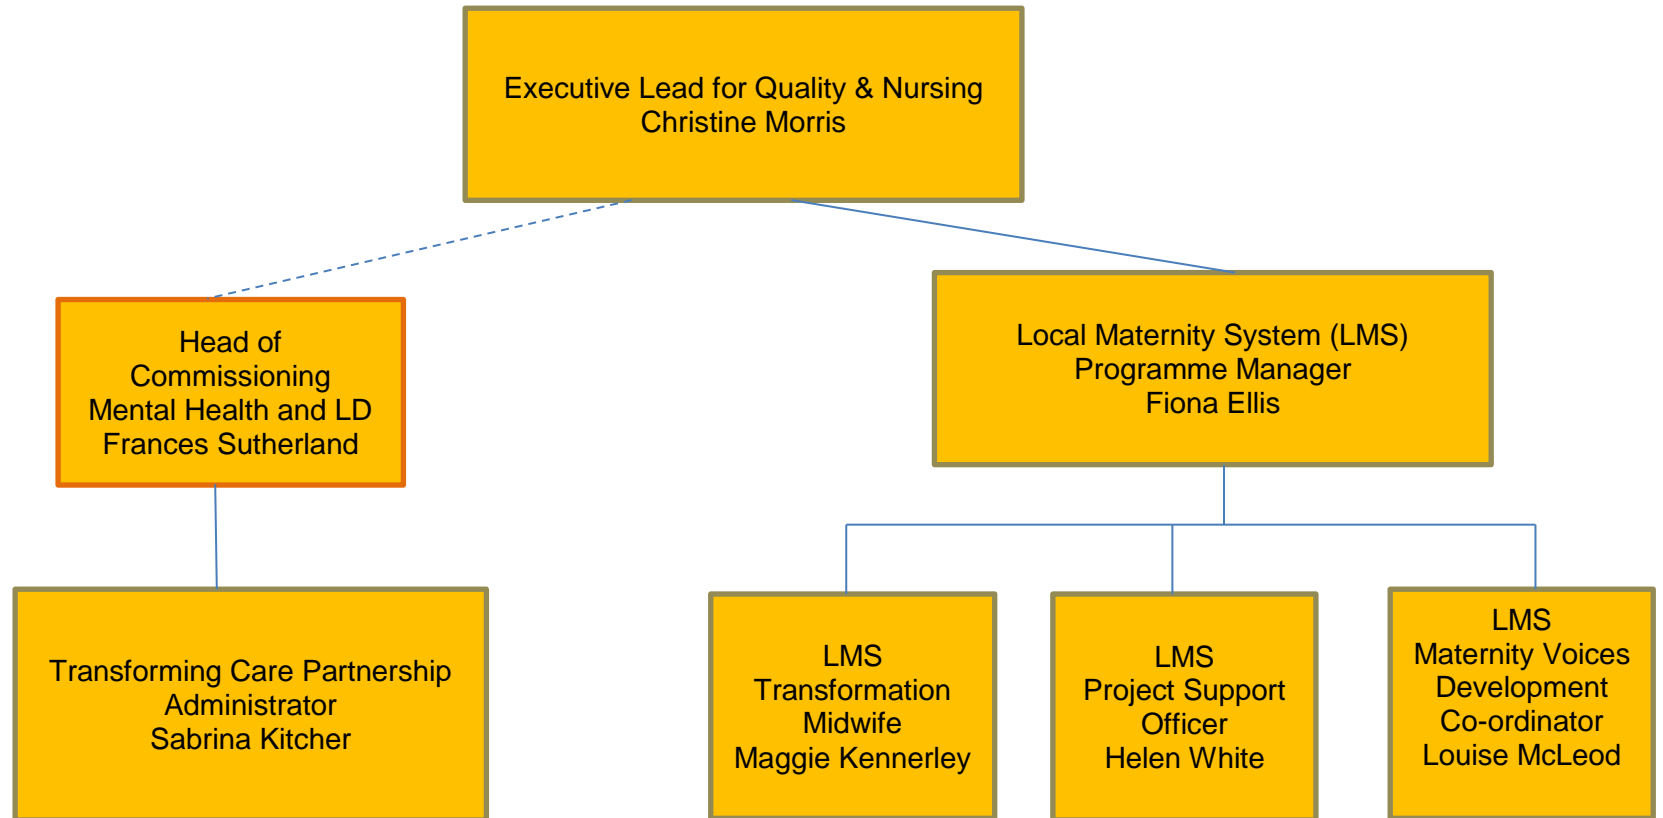 Executive Lead for Quality & Nursing
Christine Morris
Head of
Commissioning
Mental Health and LD
Frances Sutherland
Local Maternity System (LMS)
Programme Manager
Fiona Ellis
Transforming Care Partnership
Administrator
Sabrina Kitcher
LMS
Transformation
Midwife
Maggie Kennerley
LMS
Project Support
Officer
Helen White
LMS
Maternity Voices
Development
Co-ordinator
Louise McLeod